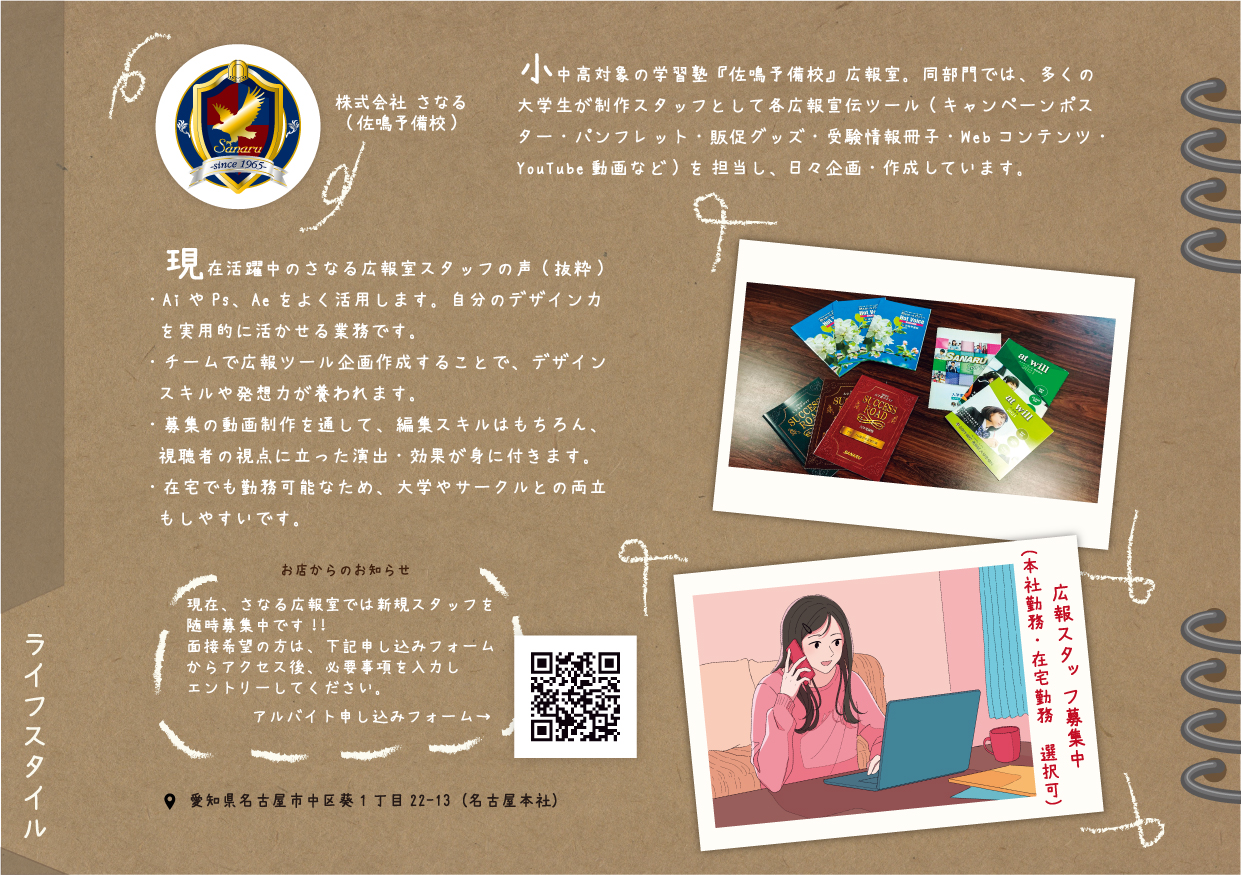 Sanaru
-since 1965-
株式会社 さなる
(佐鳴予備校)
小中高対象の学習塾『佐鳴予備校』広報室。同部門では、多くの
大学生が制作スタッフとして各広報宣伝ツール(キャンペーンポス
ター・パンフレット・販促グッズ・受験情報冊子・Web コンテンツ・
YouTube 動画など)を 担当し、日々企画・作成しています。
現在活躍中のさなる広報室スタッフの声(抜粋)
・Ai や Ps、Ae をよく活用します。自分のデザイン力
を実用的に活かせる業務です。
・チームで広報ツール企画作成することで、デザイン
スキルや発想力が養われます。
・募集の動画制作を通して、編集スキルはもちろん、
視聴者の視点に立った演出・効果が身に付きます。
・在宅でも勤務可能なため、大学やサークルとの両立
もしやすいです。
Hot Voice
SANARU
at will
at will
SUCCESS
ROAD
SUCCESS
ROAD
SANARU
お店からのお知らせ
現在、さなる広報室では新規スタッフを
随時募集中です!!
面接希望の方は、下記申し込みフォーム
からアクセス後、必要事項を入力し
エントリーしてください。
アルバイト申し込みフォーム→
広報スタッフ募集中
(本社勤務・在宅勤務 選択可)
愛知県名古屋市中区葵1丁目22-13(名古屋本社)
ライフスタイル